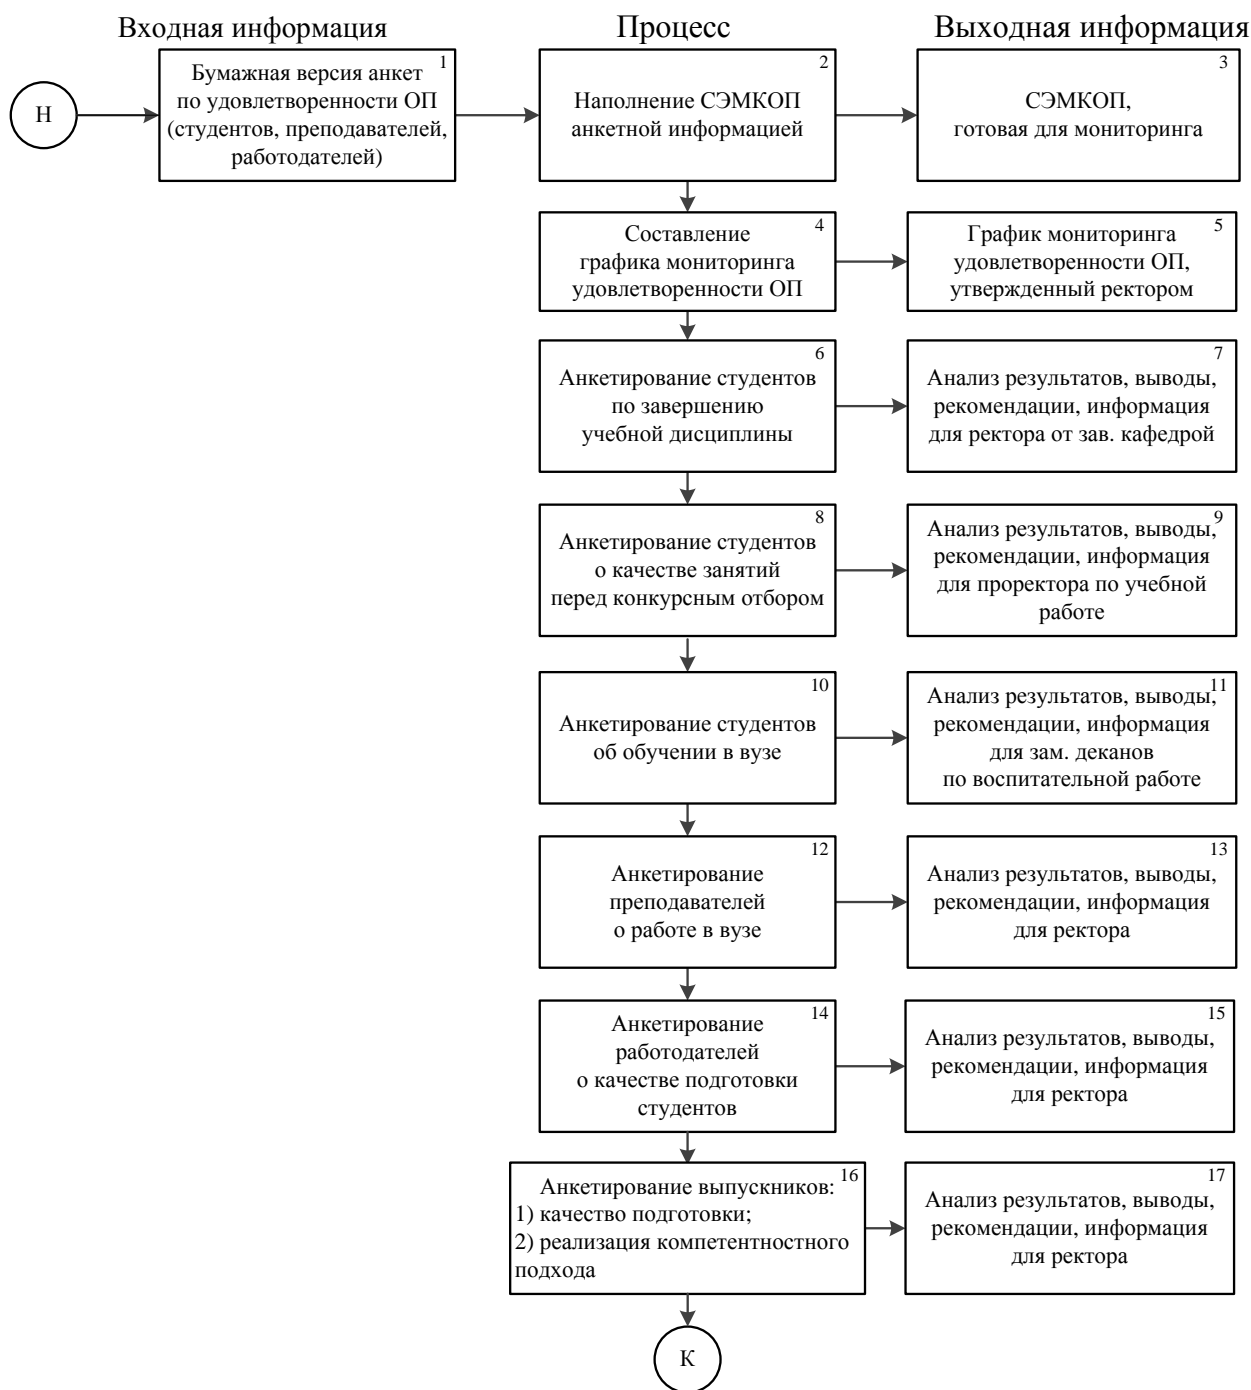 Входная информация
Процесс
Выходная информация
Н
1
Бумажная версия анкет
по удовлетворенности ОП
(студентов, преподавателей,
работодателей)
2
Наполнение СЭМКОП
анкетной информацией
3
СЭМКОП,
готовая для мониторинга
4
Составление
графика мониторинга
удовлетворенности ОП
5
График мониторинга
удовлетворенности ОП,
утвержденный ректором
6
Анкетирование студентов
по завершению
учебной дисциплины
7
Анализ результатов, выводы,
рекомендации, информация
для ректора от зав. кафедрой
8
Анкетирование студентов
о качестве занятий
перед конкурсным отбором
9
Анализ результатов, выводы,
рекомендации, информация
для проректора по учебной
работе
10
Анкетирование студентов
об обучении в вузе
11
Анализ результатов, выводы,
рекомендации, информация
для зам. деканов
по воспитательной работе
12
Анкетирование
преподавателей
о работе в вузе
13
Анализ результатов, выводы,
рекомендации, информация
для ректора
14
Анкетирование
работодателей
о качестве подготовки
студентов
15
Анализ результатов, выводы,
рекомендации, информация
для ректора
16
Анкетирование выпускников:
1) качество подготовки;
2) реализация компетентностного
подхода
17
Анализ результатов, выводы,
рекомендации, информация
для ректора
К